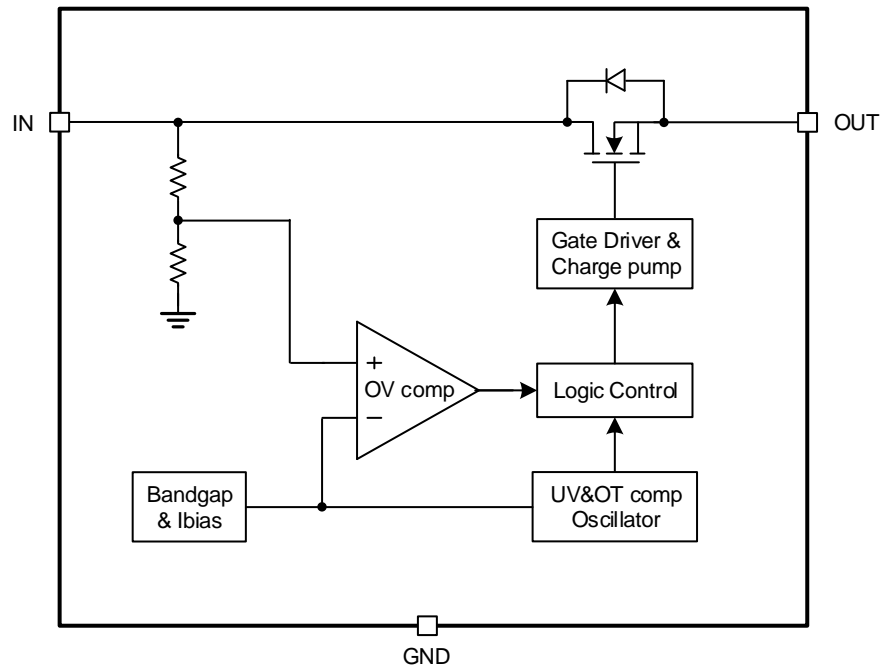 IN
OUT
Gate Driver &
Charge pump
+
OV comp
−
Logic Control
Bandgap
& Ibias
UV&OT comp
Oscillator
GND